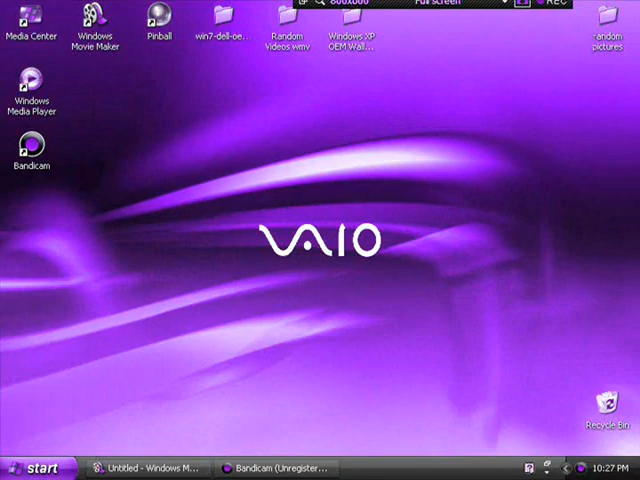 800x600
Full screen
REC
Media Center
Windows
Movie Maker
Pinball
win7-dell-oe...
Random
Videos wmv
Windows XP
OEM Wall...
random
pictures
Windows
Media Player
Bandicam
VAIO
Recycle Bin
start
Untitled - Windows M...
Bandicam (Unregister...
10:27 PM